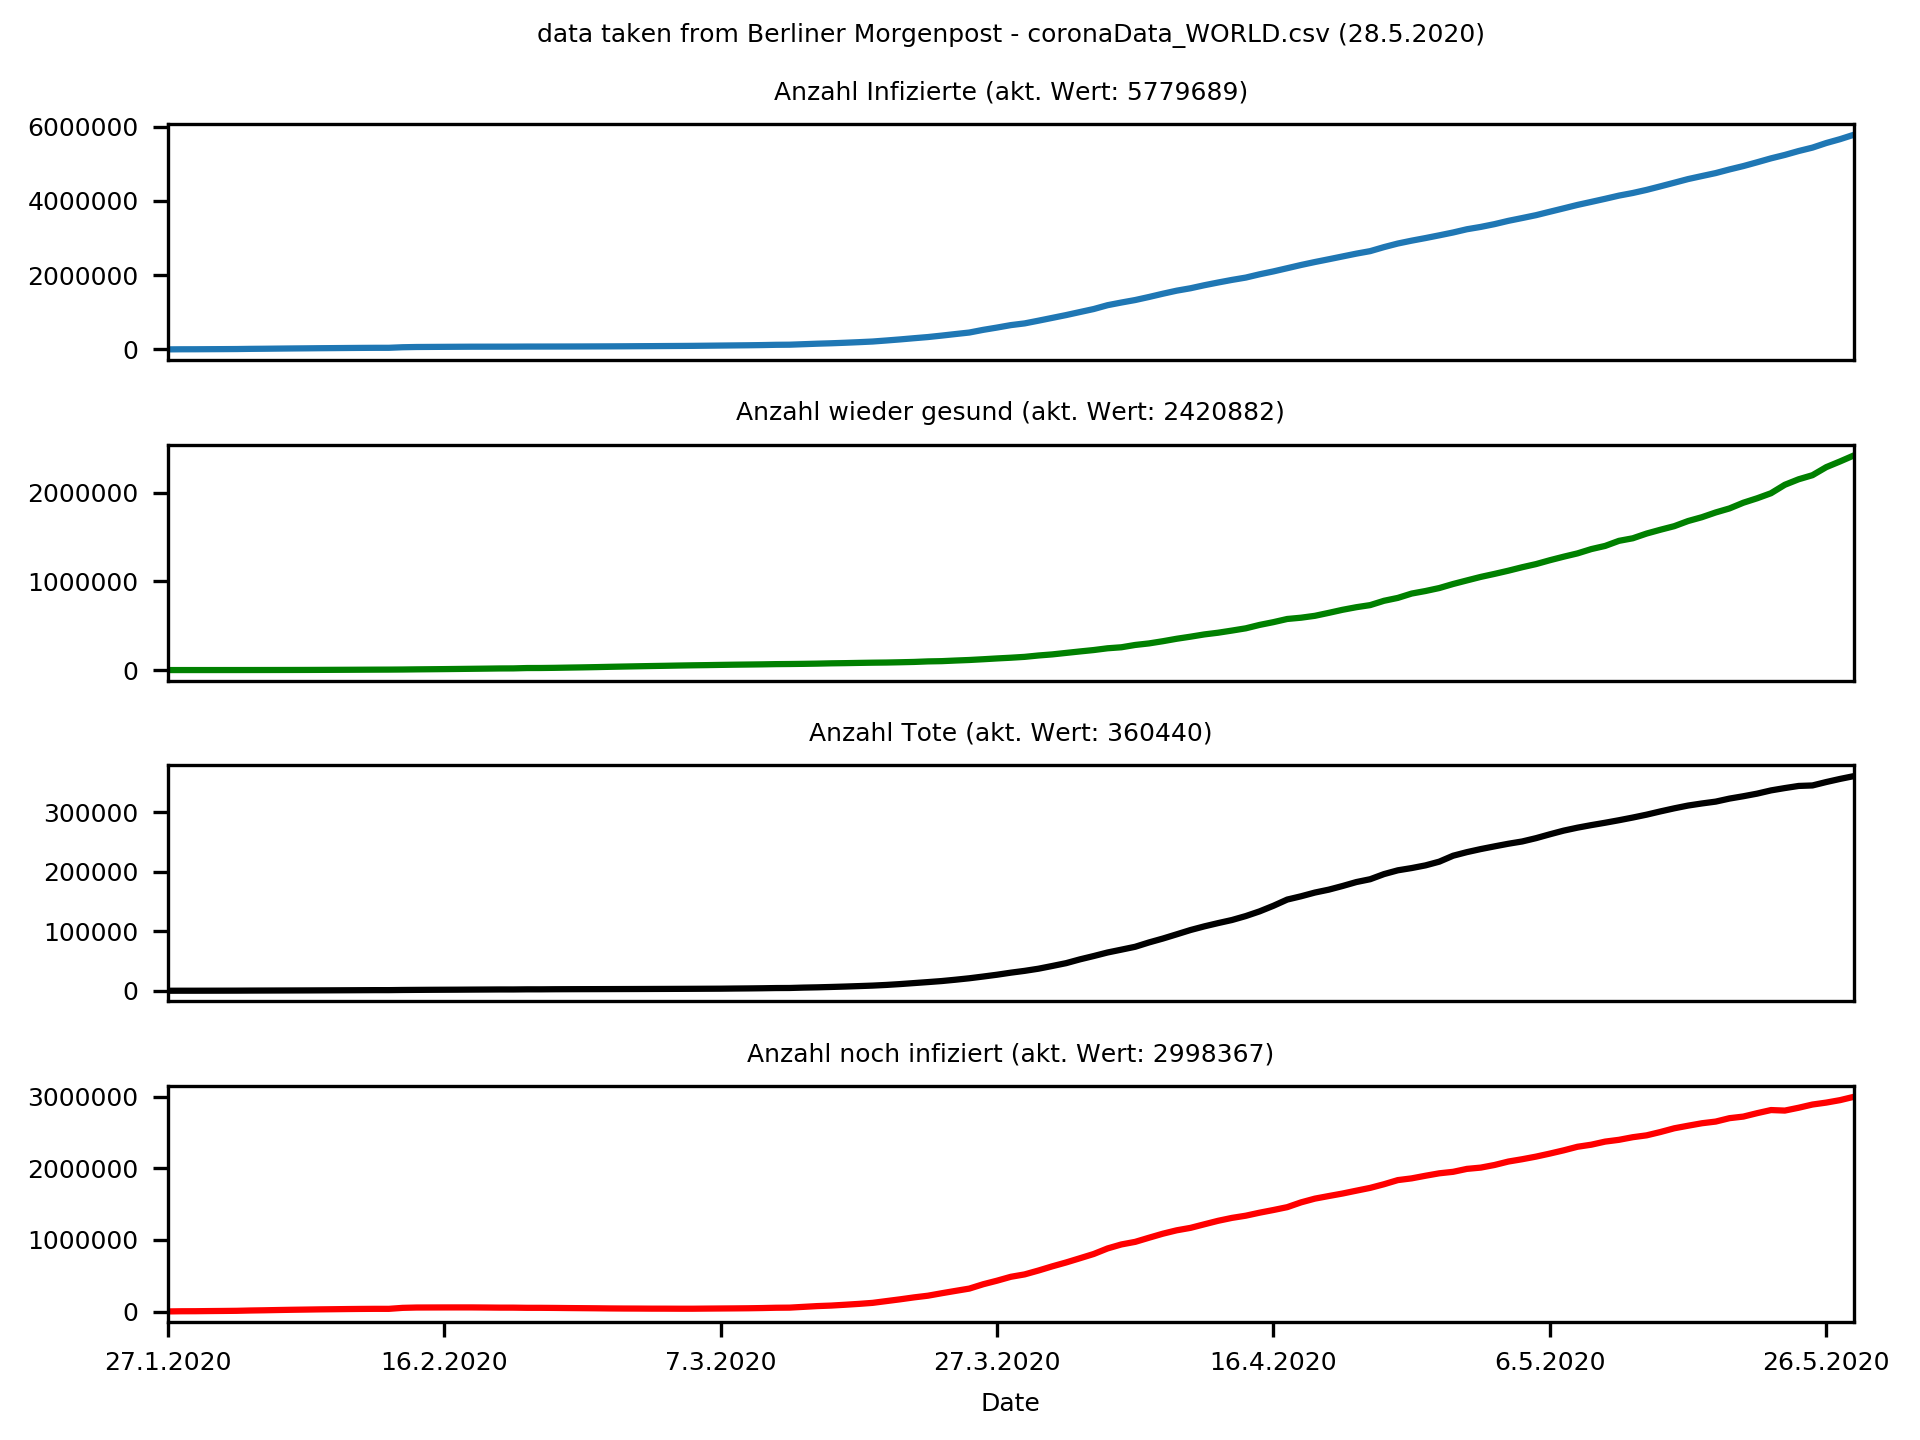 data taken from Berliner Morgenpost - coronaData_WORLD.csv (28.5.2020)
Anzahl Infizierte (akt. Wert: 5779689)
6000000
4000000
2000000
0
Anzahl wieder gesund (akt. Wert: 2420882)
2000000
1000000
0
Anzahl Tote (akt. Wert: 360440)
300000
200000
100000
0
Anzahl noch infiziert (akt. Wert: 2998367)
3000000
2000000
1000000
0
27.1.2020 16.2.2020 7.3.2020 27.3.2020 16.4.2020 6.5.2020 26.5.2020
Date